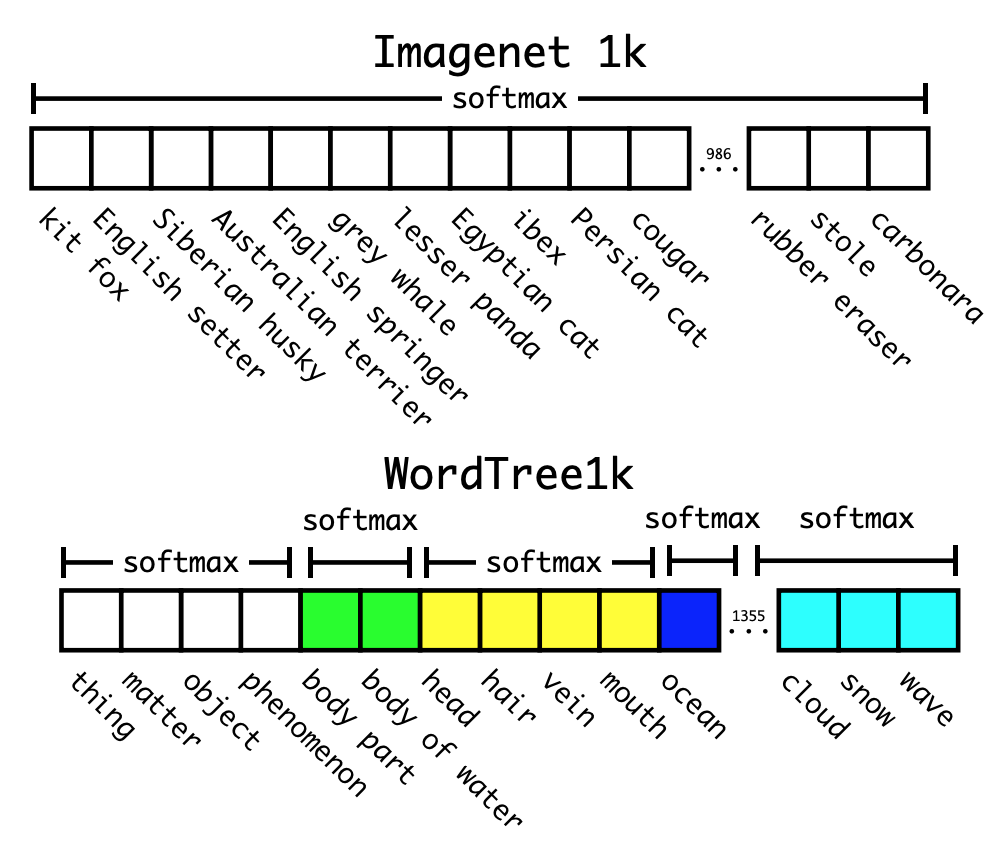 Imagenet 1k
softmax
986
...
kit fox
English setter
Siberian husky
Australian terrier
English springer
grey whale
lesser panda
Egyptian cat
ibex
Persian cat
cougar
rubber eraser
stole
carbonara
WordTree1k
softmax
softmax
softmax
softmax
softmax
1355
...
thing
matter
object
phenomenon
body part
body of water
head
hair
vein
mouth
ocean
cloud
snow
wave